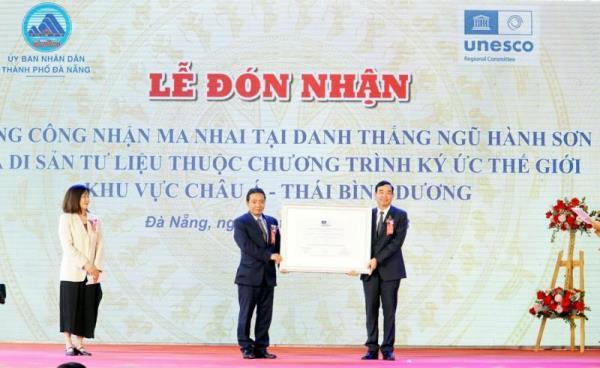 ỦY BAN NHÂN DÂN
THÀNH PHỐ ĐÀ NẴNG
unesco
Regional Committee
LỄ ĐÓN NHẬN
CÔNG NHẬN MA NHAI TẠI DANH THẮNG NGŨ HÀNH SƠN
DI SẢN TƯ LIỆU THUỘC CHƯƠNG TRÌNH KÝ ỨC THẾ GIỚI
KHU VỰC CHÂU Á - THÁI BÌNH DƯƠNG
Đà Nẵng,